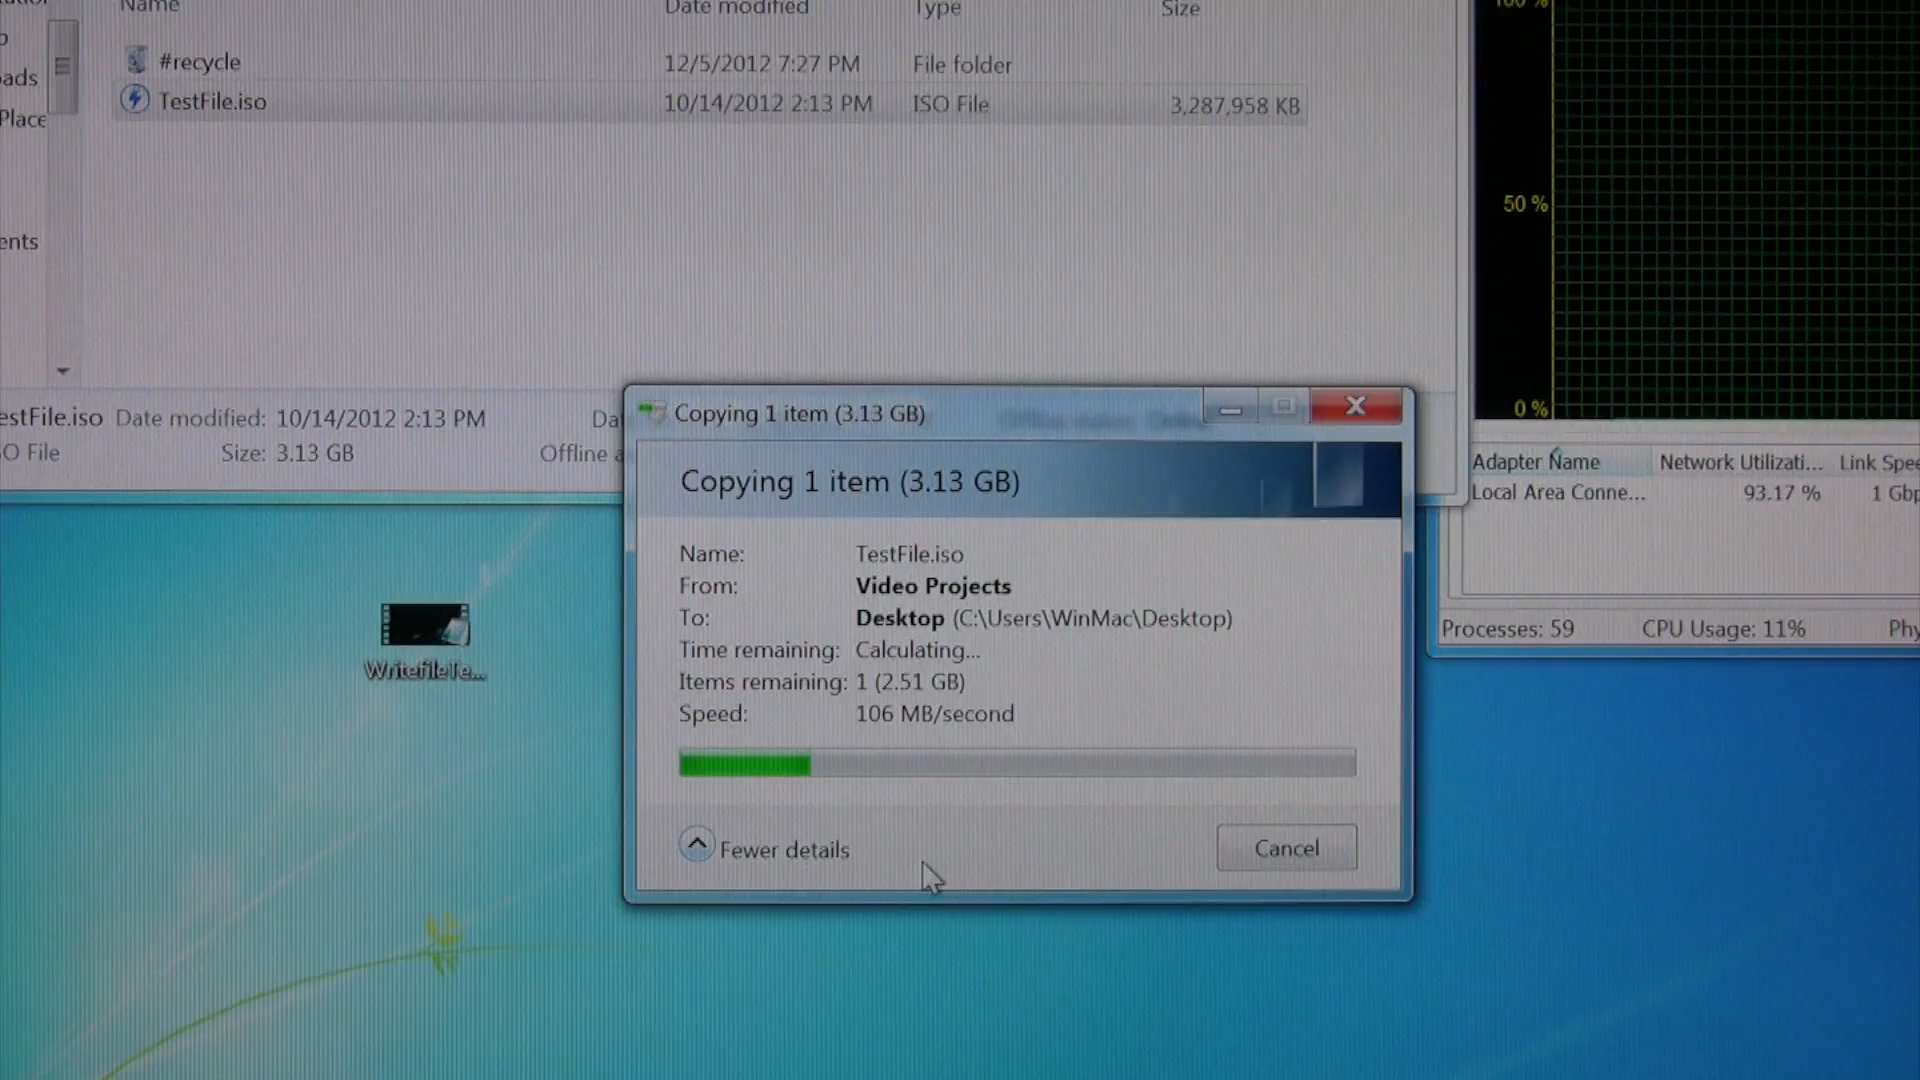 Name Date modified Type Size
#recycle 12/5/2012 7:27 PM File folder
ads
TestFile.iso 10/14/2012 2:13 PM ISO File 3,287,958 KB
Place
ents
100 %
50 %
0 %
estFile.iso Date modified: 10/14/2012 2:13 PM Da
O File Size: 3.13 GB Offline a
Copying 1 item (3.13 GB)
Copying 1 item (3.13 GB)
Name: TestFile.iso
From: Video Projects
To: Desktop (C:\Users\WinMac\Desktop)
Time remaining: Calculating...
Items remaining: 1 (2.51 GB)
Speed: 106 MB/second
Fewer details
Cancel
Adapter Name Network Utilizati... Link Spee
Local Area Conne... 93.17 % 1 Gbp
Processes: 59 CPU Usage: 11% Phy
WritefileTe...